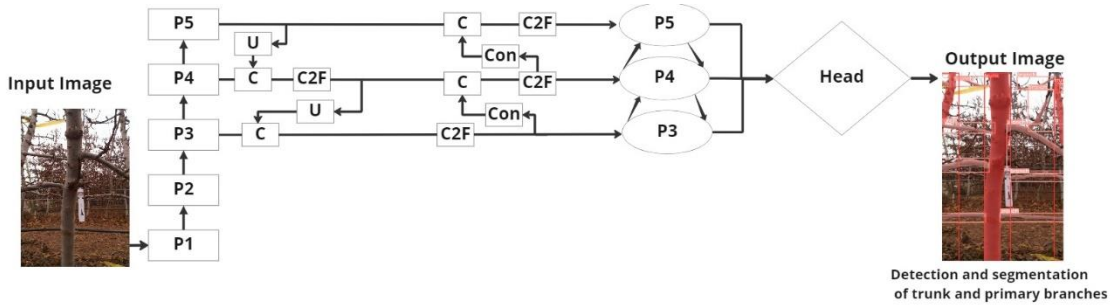 P5 C C2F P5
U
Con
P4 C C2F C C2F P4 Head
Input Image Output Image
U
Con
P3 C C2F P3
P2
P1
Detection and segmentation
of trunk and primary branches